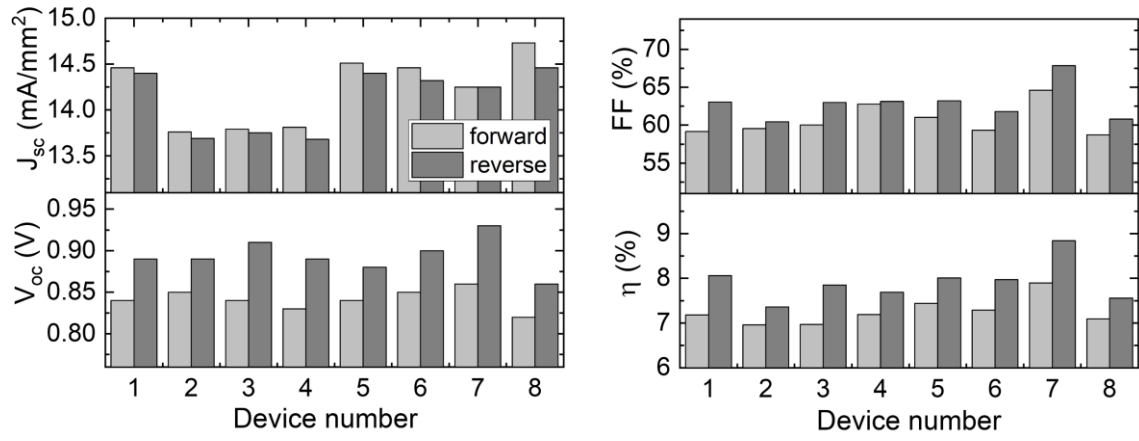 15.0
14.5
14.0
13.5
J_sc (mA/mm²)
forward
reverse
0.95
0.90
0.85
0.80
V_oc (V)
1 2 3 4 5 6 7 8
Device number
70
65
60
55
FF (%)
9
8
7
6
η (%)
1 2 3 4 5 6 7 8
Device number